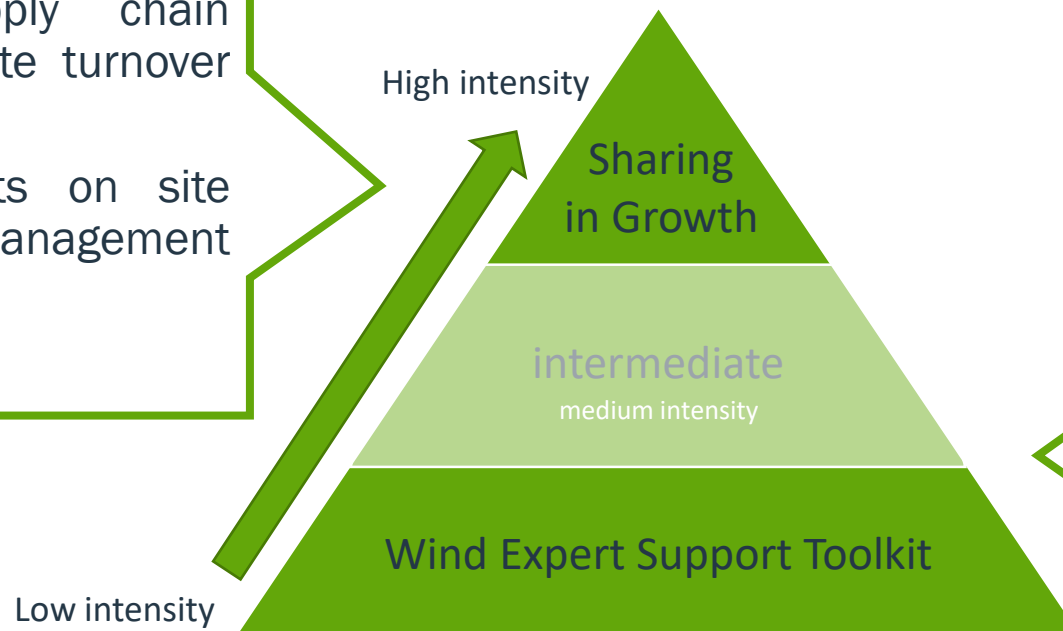 chain
te turnover
ts on site
anagement
High intensity
Sharing
in Growth
intermediate
medium intensity
Wind Expert Support Toolkit
Low intensity